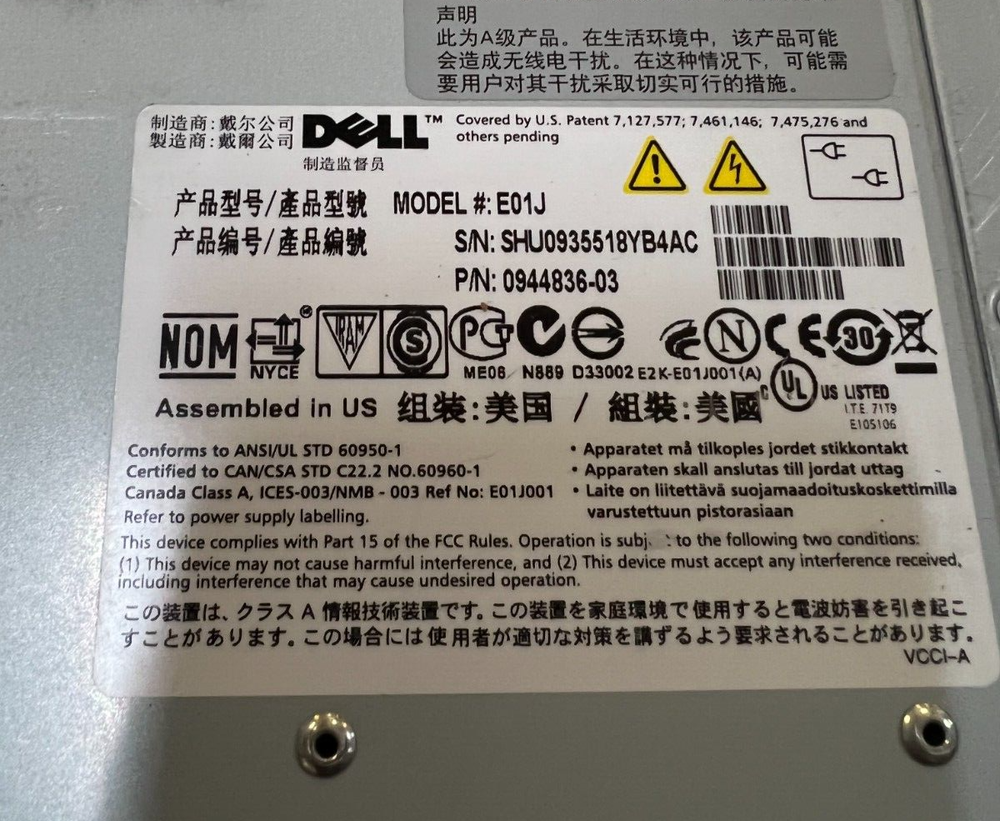 声明
此为A级产品。在生活环境中，该产品可能
会造成无线电干扰。在这种情况下，可能需
要用户对其干扰采取切实可行的措施。
制造商:戴尔公司
製造商:戴爾公司
DELL™
制造监督员
Covered by U.S. Patent 7,127,577; 7,461,146; 7,475,276 and
others pending
产品型号/產品型號 MODEL #: E01J
产品编号/產品編號 S/N: SHU0935518YB4AC
P/N: 0944836-03
NOM
NYCE
IRAM
S
PG
ME06
N889
D33002
E2K-E01J001(A)
N
CE
30
C UL US LISTED
I.T.E. 71T9
E105106
Assembled in US 组装:美国 / 組裝:美國
Conforms to ANSI/UL STD 60950-1
Certified to CAN/CSA STD C22.2 NO.60960-1
Canada Class A, ICES-003/NMB - 003 Ref No: E01J001
Refer to power supply labelling.
• Apparatet må tilkoples jordet stikkontakt
• Apparaten skall anslutas till jordat uttag
• Laite on liitettävä suojamaadoituskoskettimilla
varustettuun pistorasiaan
This device complies with Part 15 of the FCC Rules. Operation is subj to the following two conditions:
(1) This device may not cause harmful interference, and (2) This device must accept any interference received,
including interference that may cause undesired operation.
この装置は、クラス A 情報技術装置です。この装置を家庭環境で使用すると電波妨害を引き起こ
すことがあります。この場合には使用者が適切な対策を講ずるよう要求されることがあります。
VCCI-A